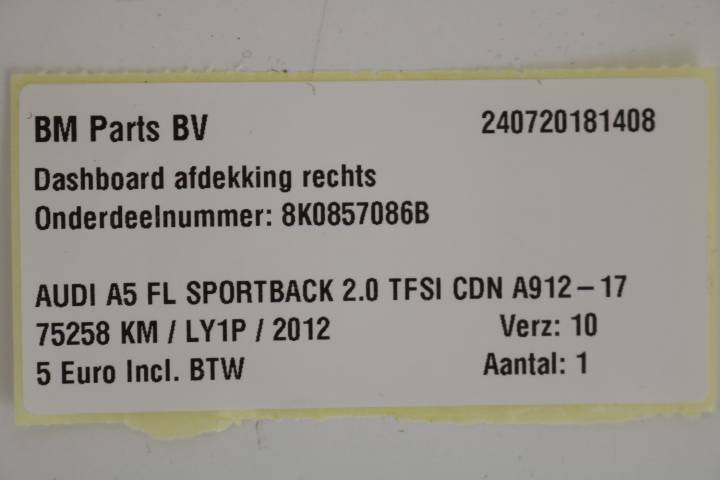 BM Parts BV 240720181408
Dashboard afdekking rechts
Onderdeelnummer: 8K0857086B
AUDI A5 FL SPORTBACK 2.0 TFSI CDN A912-17
75258 KM / LY1P / 2012 Verz: 10
5 Euro Incl. BTW Aantal: 1